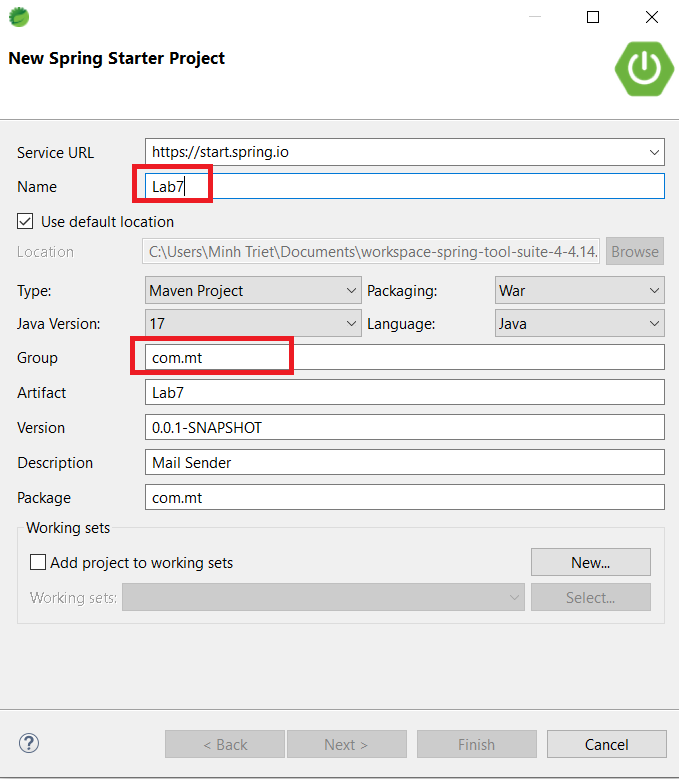 New Spring Starter Project
Service URL https://start.spring.io
Name Lab7
Use default location
Location C:\Users\Minh Triet\Documents\workspace-spring-tool-suite-4-4.14. Browse
Type: Maven Project Packaging: War
Java Version: 17 Language: Java
Group com.mt
Artifact Lab7
Version 0.0.1-SNAPSHOT
Description Mail Sender
Package com.mt
Working sets
Add project to working sets New...
Working sets: Select...
? < Back Next > Finish Cancel